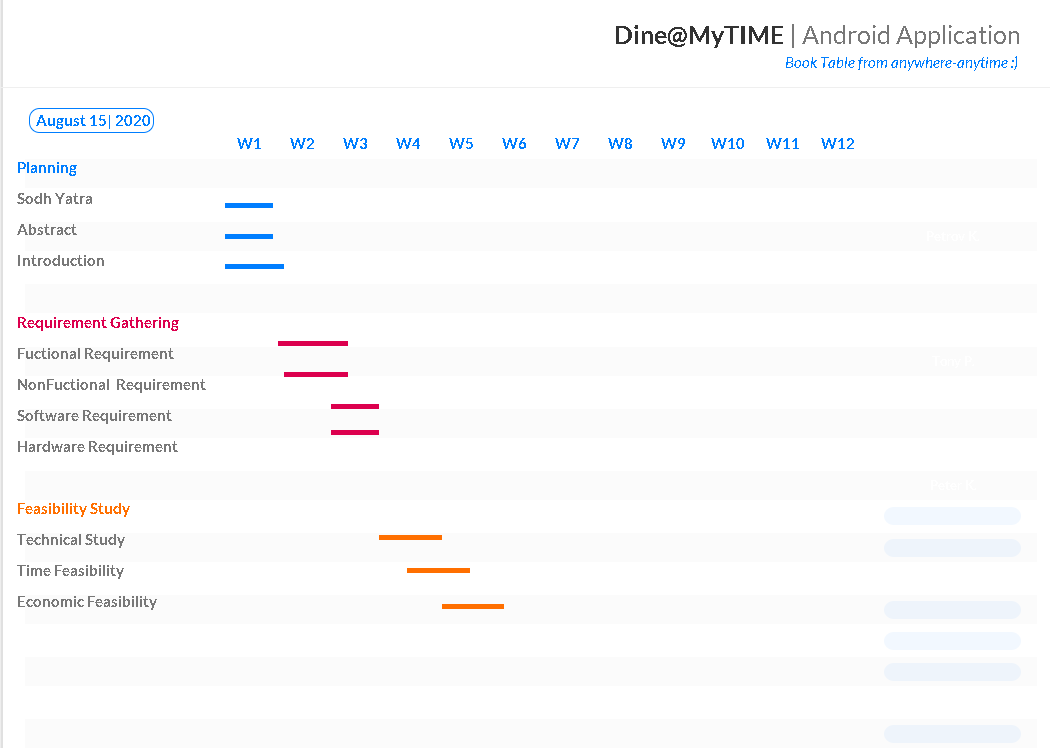 Dine@MyTIME | Android Application
Book Table from anywhere-anytime :)
August 15| 2020
W1 W2 W3 W4 W5 W6 W7 W8 W9 W10 W11 W12
Planning
Sodh Yatra
Abstract
Introduction
Requirement Gathering
Fuctional Requirement
NonFuctional  Requirement
Software Requirement
Hardware Requirement
Feasibility Study
Technical Study
Time Feasibility
Economic Feasibility